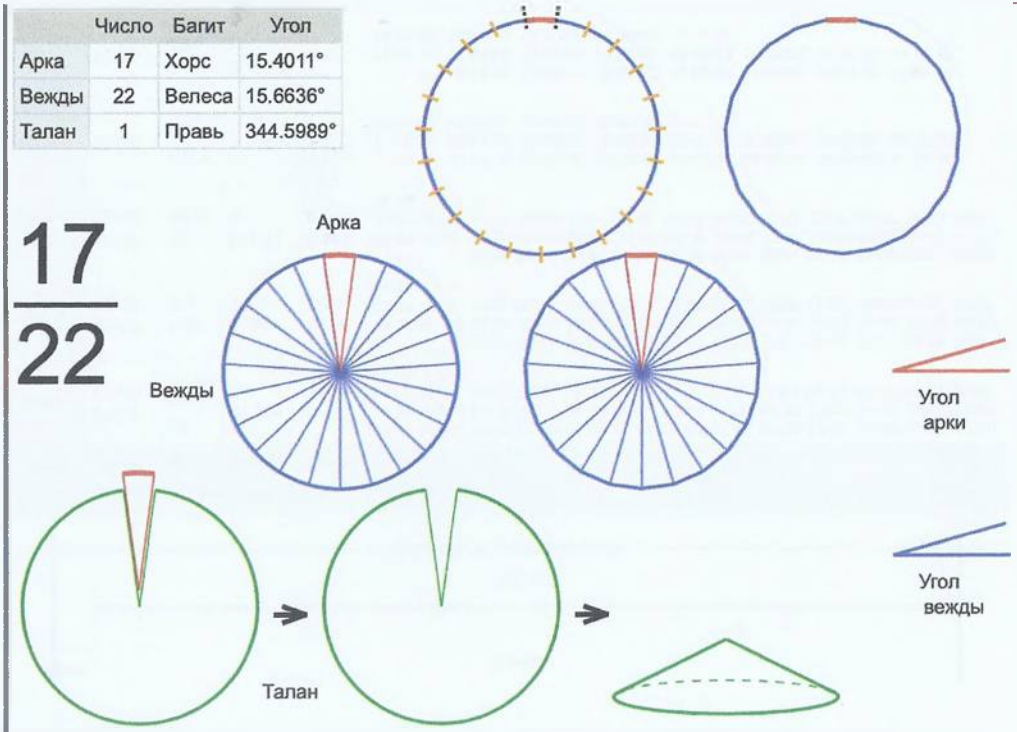 Число Багит Угол
Арка 17 Хорс 15.4011°
Вежды 22 Велеса 15.6636°
Талан 1 Правь 344.5989°
17
22
Арка
Вежды
Угол
арки
Угол
вежды
Талан